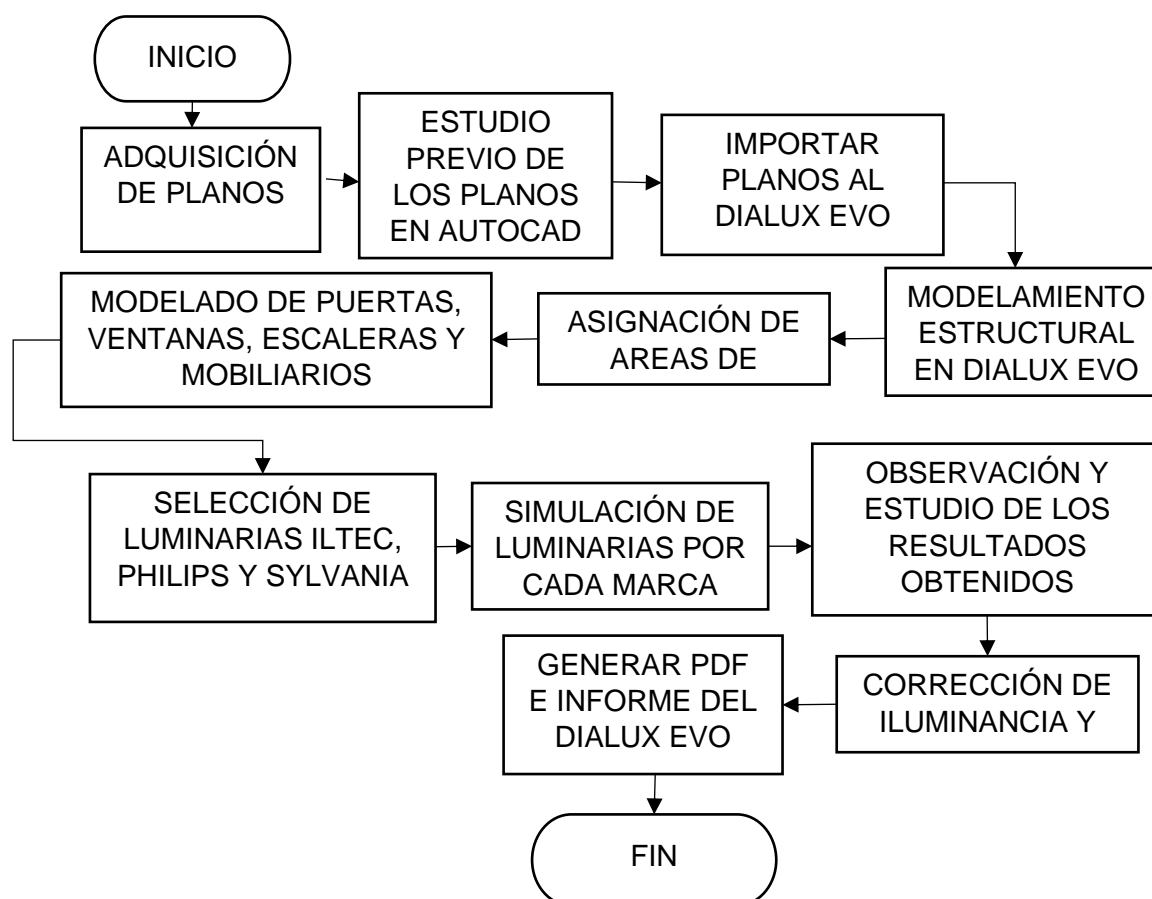 INICIO
ADQUISICIÓN
DE PLANOS
ESTUDIO
PREVIO DE
LOS PLANOS
EN AUTOCAD
IMPORTAR
PLANOS AL
DIALUX EVO
MODELAMIENTO
ESTRUCTURAL
EN DIALUX EVO
ASIGNACIÓN DE
AREAS DE
MODELADO DE PUERTAS,
VENTANAS, ESCALERAS Y
MOBILIARIOS
SELECCIÓN DE
LUMINARIAS ILTEC,
PHILIPS Y SYLVANIA
SIMULACIÓN DE
LUMINARIAS POR
CADA MARCA
OBSERVACIÓN Y
ESTUDIO DE LOS
RESULTADOS
OBTENIDOS
CORRECCIÓN DE
ILUMINANCIA Y
GENERAR PDF
E INFORME DEL
DIALUX EVO
FIN